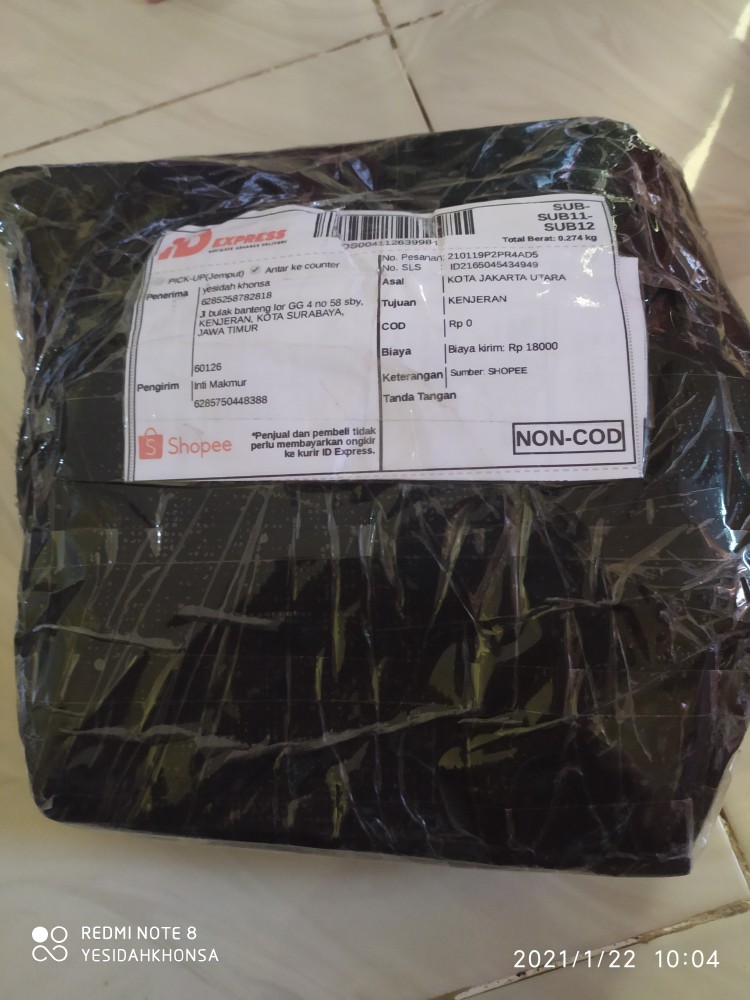 ID EXPRESS
SUB-
SUB11-
SUB12
Total Berat: 0.274 kg
PICK-UP(Jemput) ✓ Antar ke counter
Penerima
yesidah khonsa
6285258782818
Jl bulak banteng lor GG 4 no 58 sby,
KENJERAN, KOTA SURABAYA,
JAWA TIMUR
60126
Pengirim Inti Makmur
6285750448388
No. Pesanan: 210119P2PR4AD5
No. SLS ID2165045434949
Asal KOTA JAKARTA UTARA
Tujuan KENJERAN
COD Rp 0
Biaya Biaya kirim: Rp 18000
Keterangan Sumber: SHOPEE
Tanda Tangan
S Shopee
*Penjual dan pembeli tidak
perlu membayarkan ongkir
ke kurir ID Express.
NON-COD
REDMI NOTE 8
YESIDAHKHONSA
2021/1/22 10:04